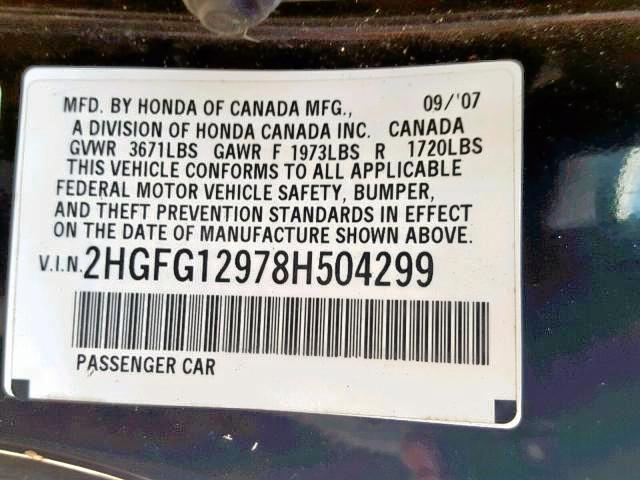 MFD. BY HONDA OF CANADA MFG., 09/'07
A DIVISION OF HONDA CANADA INC. CANADA
GVWR 3671LBS GAWR F 1973LBS R 1720LBS
THIS VEHICLE CONFORMS TO ALL APPLICABLE
FEDERAL MOTOR VEHICLE SAFETY, BUMPER,
AND THEFT PREVENTION STANDARDS IN EFFECT
ON THE DATE OF MANUFACTURE SHOWN ABOVE.
V.I.N. 2HGFG12978H504299
PASSENGER CAR